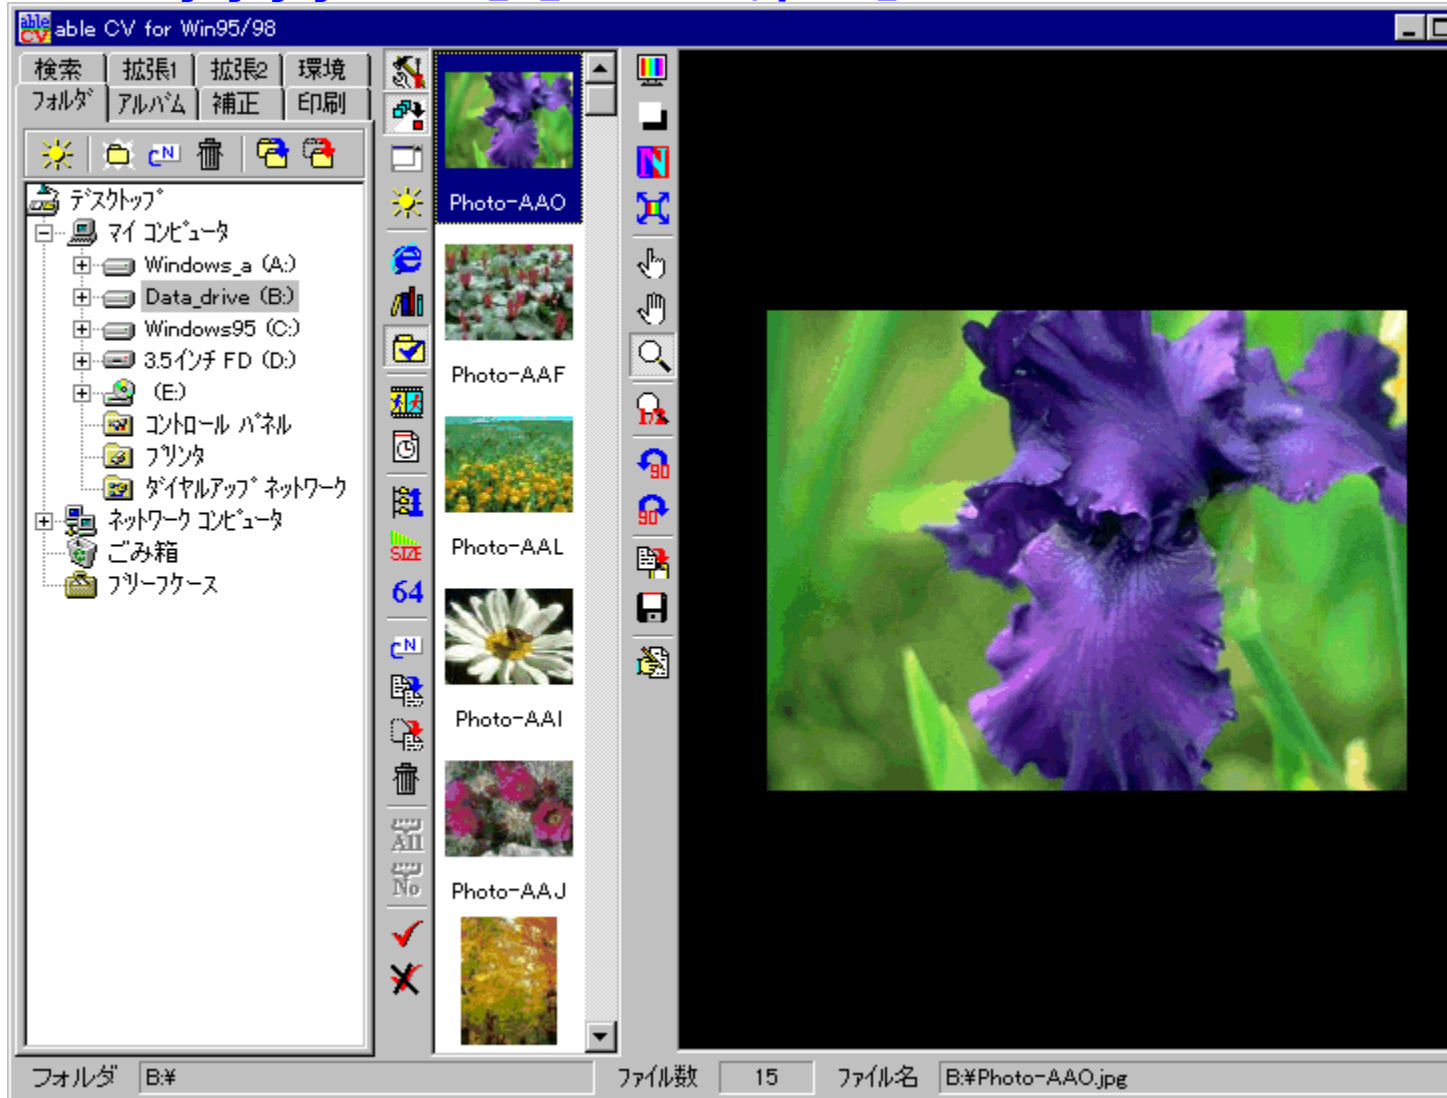 able CV for Win95/98
検索 拡張1 拡張2 環境
フォルダ アルバム 補正 印刷
デスクトップ
マイ コンピュータ
Windows_a (A:)
Data_drive (B:)
Windows95 (C:)
3.5インチ FD (D:)
(E:)
コントロール パネル
プリンタ
ダイヤルアップ ネットワーク
ネットワーク コンピュータ
ごみ箱
ブリーフケース
SIZE
64
All
No
Photo-AAO
Photo-AAF
Photo-AAL
Photo-AAI
Photo-AAJ
1/2
90
90
フォルダ B:¥ ファイル数 15 ファイル名 B:¥Photo-AAO.jpg